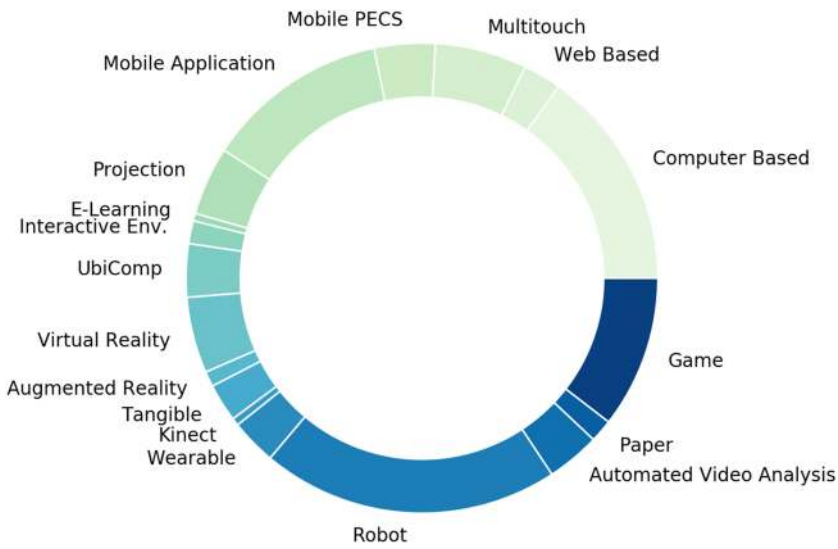 Mobile PECS
Multitouch
Web Based
Mobile Application
Computer Based
Projection
E-Learning
Interactive Env.
UbiComp
Virtual Reality
Game
Augmented Reality
Tangible
Kinect
Wearable
Paper
Automated Video Analysis
Robot